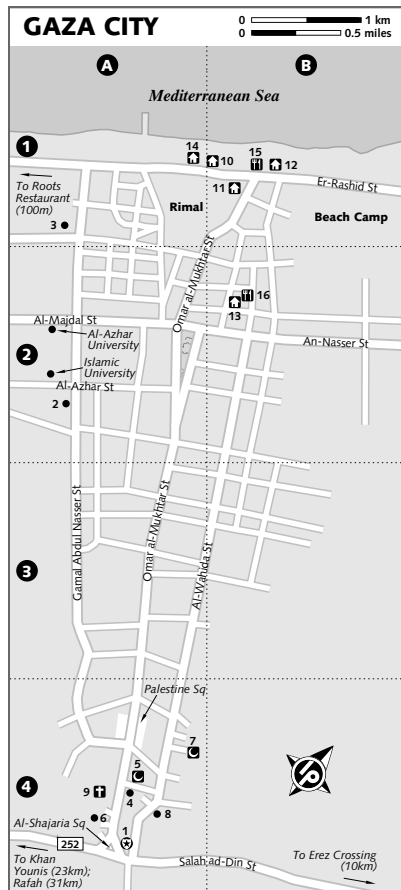 GAZA CITY
0 1 km
0 0.5 miles
A
B
Mediterranean Sea
1
14
10
15
12
11
Er-Rashid St
To Roots
Restaurant
(100m)
Rimal
Beach Camp
3
Omar al-Mukhtar St
16
13
Al-Majdal St
Al-Azhar
University
An-Nasser St
2
Islamic
University
Al-Azhar St
2
Gamal Abdul Nasser St
Omar al-Mukhtar St
Al-Wahida St
3
Palestine Sq
7
5
9
4
4
6
8
Al-Shajaria Sq
1
252
To Khan
Younis (23km);
Rafah (31km)
Salah ad-Din St
To Erez Crossing
(10km)